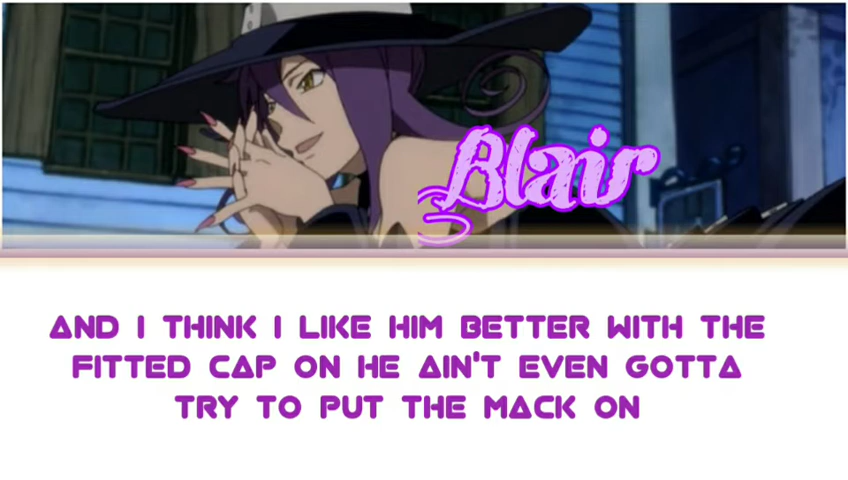 Blair
AND I THINK I LIKE HIM BETTER WITH THE
FITTED CAP ON HE AIN'T EVEN GOTTA
TRY TO PUT THE MACK ON